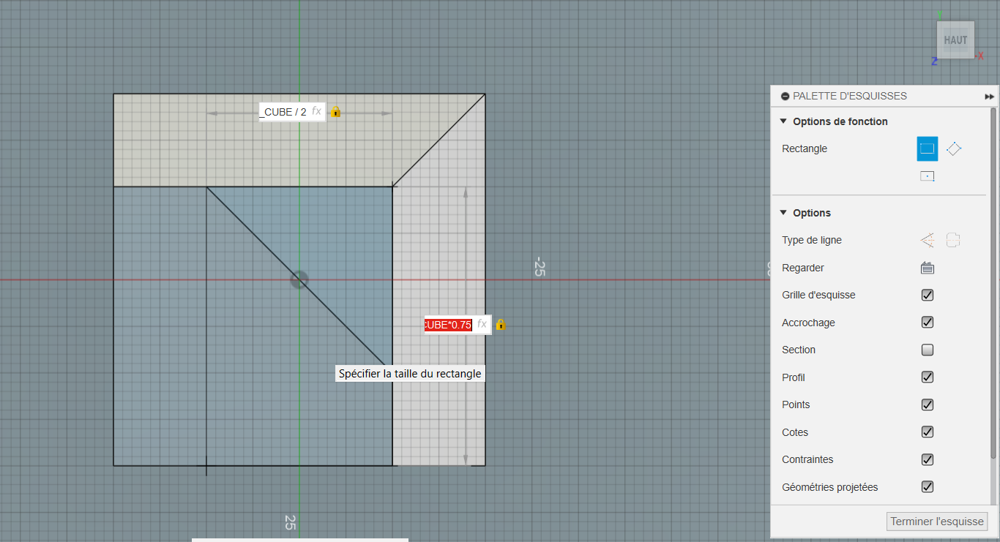 HAUT
Y
X
Z
_CUBE / 2 fx
-25
CUBE*0.75 fx
Spécifier la taille du rectangle
25
PALETTE D'ESQUISSES
Options de fonction
Rectangle
Options
Type de ligne
Regarder
Grille d'esquisse
Accrochage
Section
Profil
Points
Cotes
Contraintes
Géométries projetées
Terminer l'esquisse